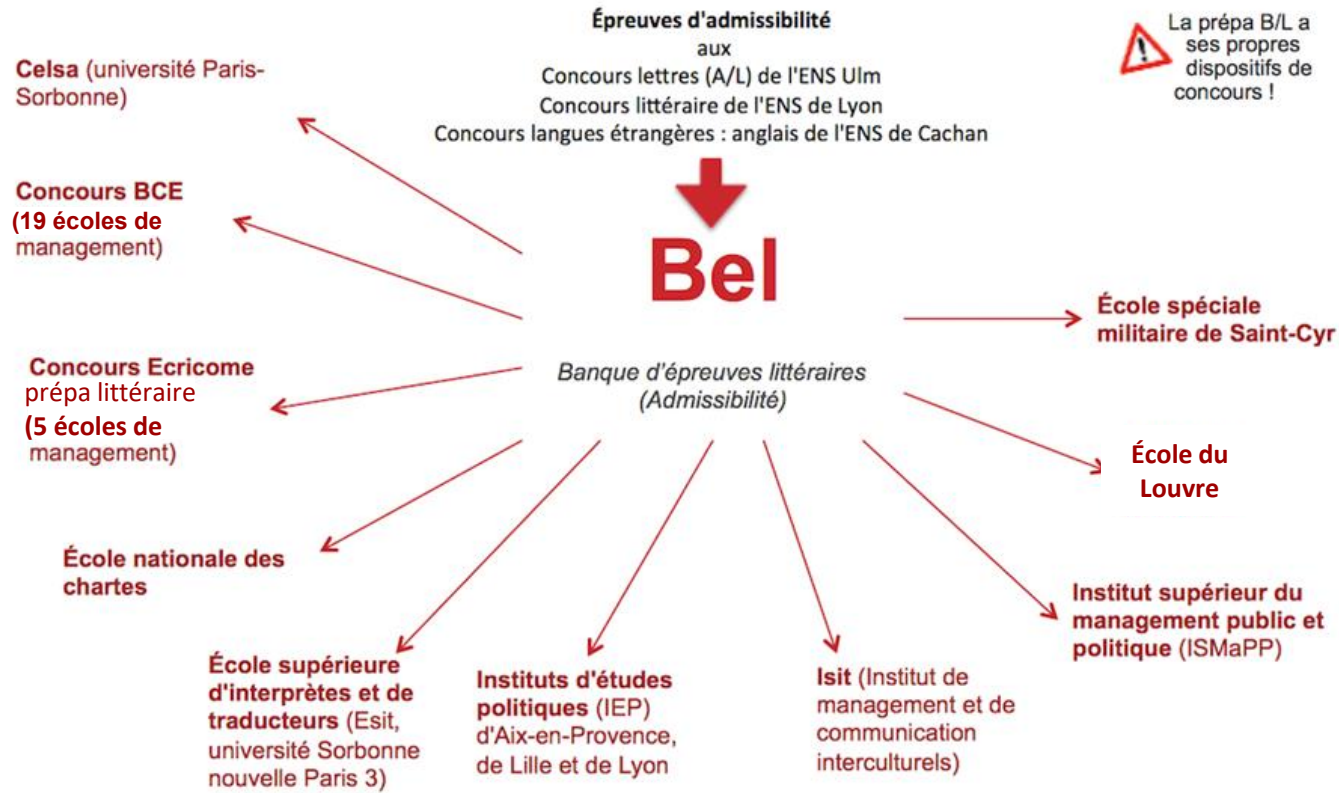 Épreuves d'admissibilité
aux
Concours lettres (A/L) de l'ENS Ulm
Concours littéraire de l'ENS de Lyon
Concours langues étrangères : anglais de l'ENS de Cachan
La prépa B/L a
ses propres
dispositifs de
concours !
Bel
Banque d'épreuves littéraires
(Admissibilité)
Celsa (université Paris-
Sorbonne)
Concours BCE
(19 écoles de
management)
Concours Ecricome
prépa littéraire
(5 écoles de
management)
École nationale des
chartes
École supérieure
d'interprètes et de
traducteurs (Esit,
université Sorbonne
nouvelle Paris 3)
Instituts d'études
politiques (IEP)
d'Aix-en-Provence,
de Lille et de Lyon
Isit (Institut de
management et de
communication
interculturels)
Institut supérieur du
management public et
politique (ISMaPP)
École du
Louvre
École spéciale
militaire de Saint-Cyr